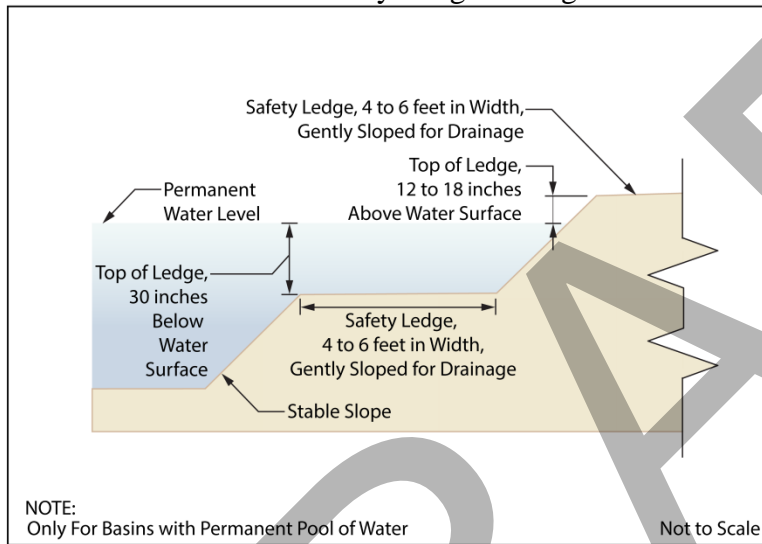 Safety Ledge, 4 to 6 feet in Width,
Gently Sloped for Drainage
Top of Ledge,
12 to 18 inches
Above Water Surface
Permanent
Water Level
Top of Ledge,
30 inches
Below
Water
Surface
Safety Ledge,
4 to 6 feet in Width,
Gently Sloped for Drainage
Stable Slope
NOTE:
Only For Basins with Permanent Pool of Water
Not to Scale